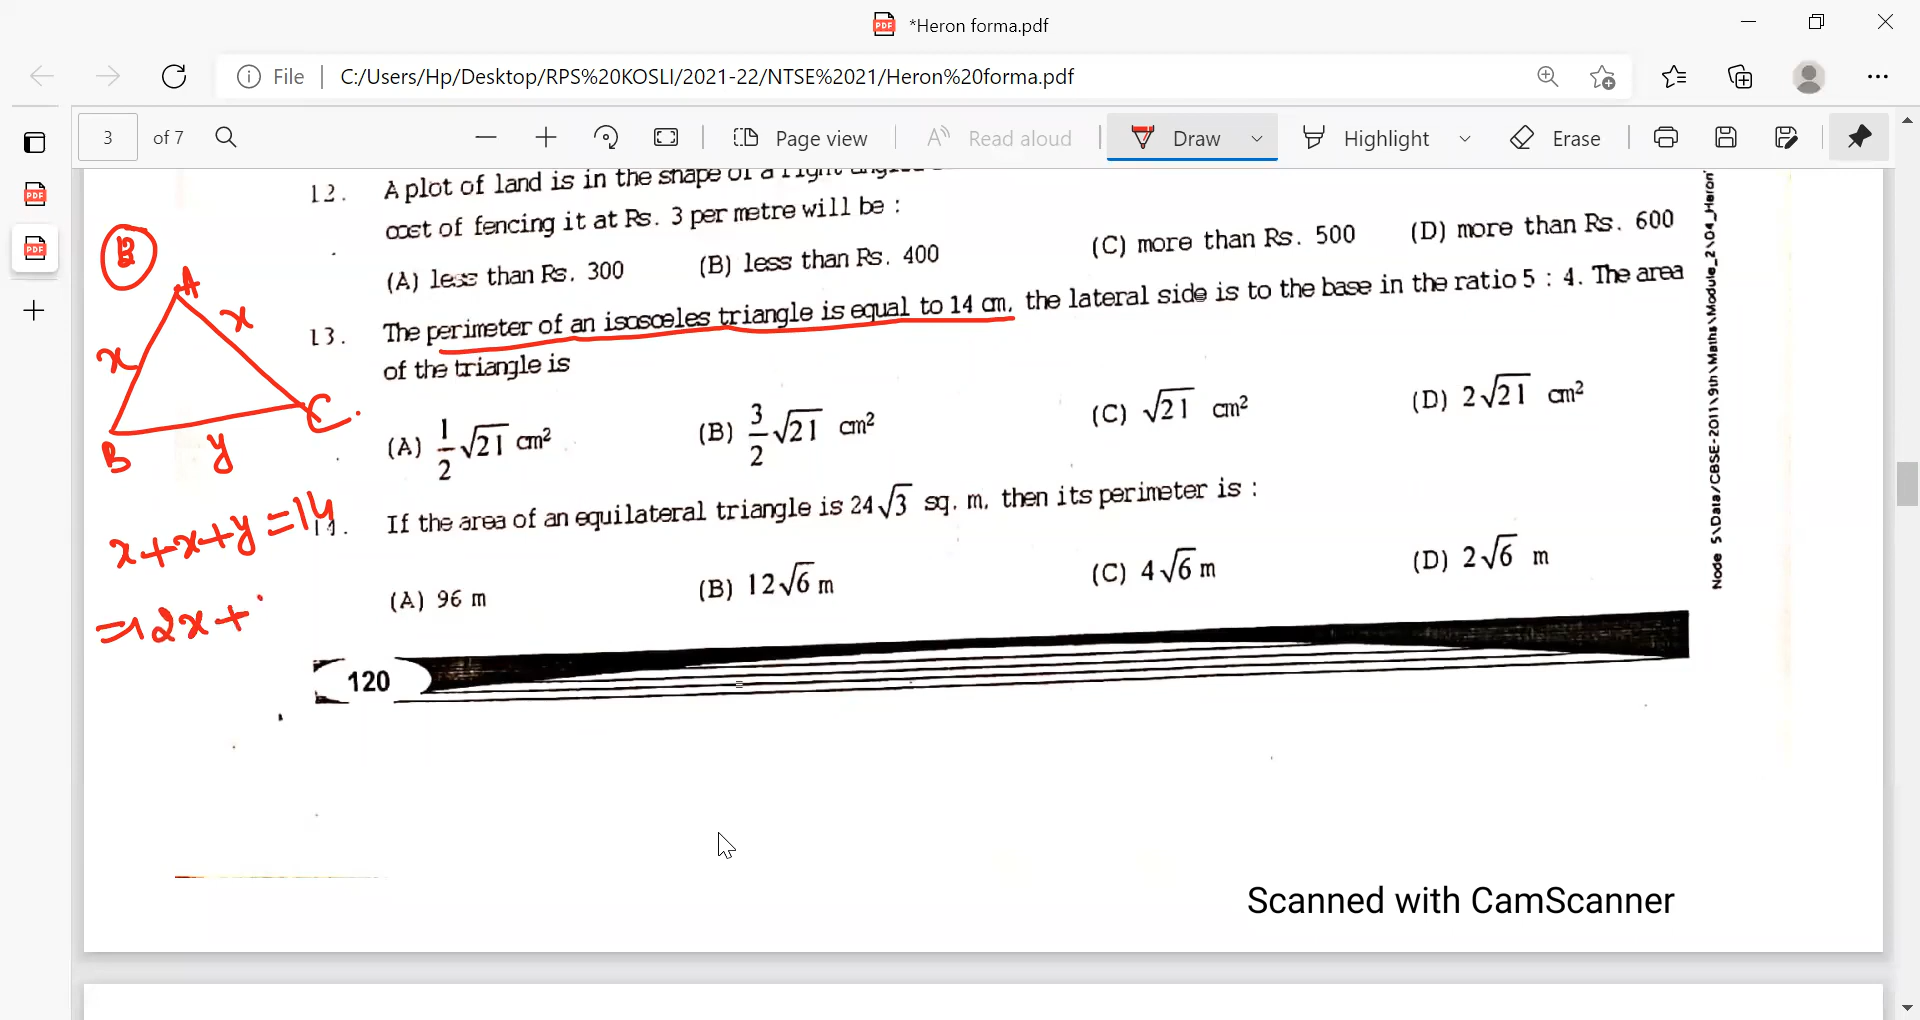 *Heron forma.pdf
File | C:/Users/Hp/Desktop/RPS%20KOSLI/2021-22/NTSE%2021/Heron%20forma.pdf
3 of 7
Page view
Read aloud
Draw
Highlight
Erase
12. A plot of land is in the shape of a right
cost of fencing it at Rs. 3 per metre will be :
(A) less than Rs. 300 (B) less than Rs. 400 (C) more than Rs. 500 (D) more than Rs. 600
13. The perimeter of an isosceles triangle is equal to 14 cm, the lateral side is to the base in the ratio 5 : 4. The area
of the triangle is
(A) 1/2 √21 cm² (B) 3/2 √21 cm² (C) √21 cm² (D) 2√21 cm²
14. If the area of an equilateral triangle is 24√3 sq. m, then its perimeter is :
(A) 96 m (B) 12√6 m (C) 4√6 m (D) 2√6 m
120
Node 5\Data/CBSE-2011\9th\Maths\Module_2\04_Heron'
A
x
x
B
C
y
x+x+y=14
⇒ 2x+
Scanned with CamScanner